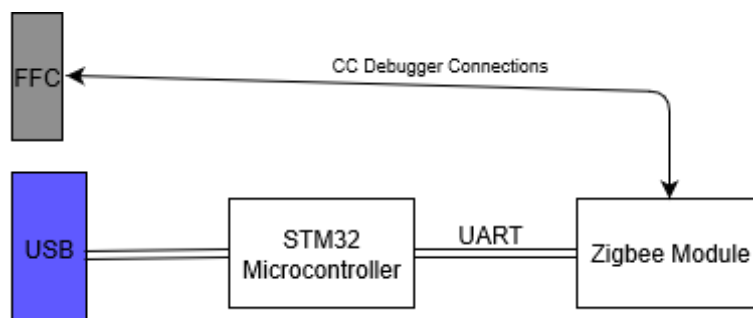 FFC
CC Debugger Connections
USB
STM32
Microcontroller
UART
Zigbee Module